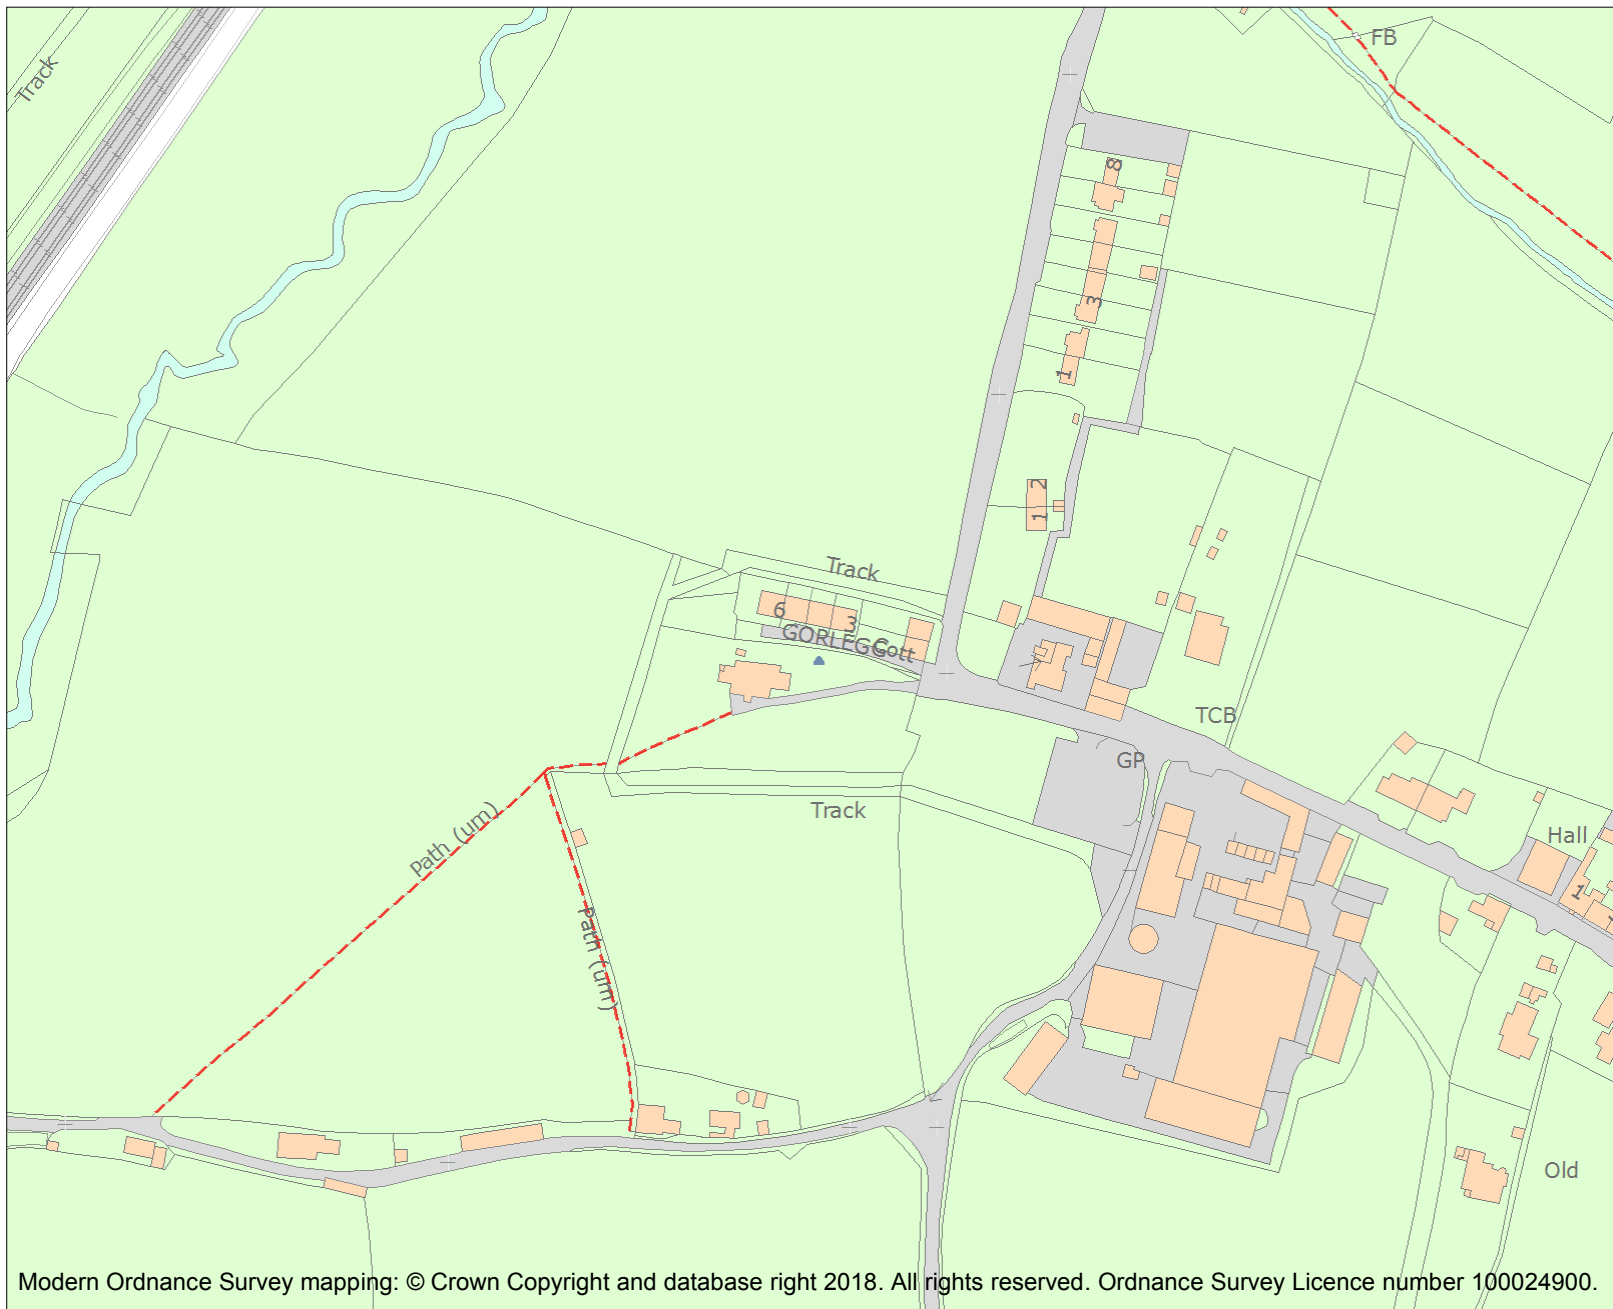 FB
Track
8
3
1
2
1
Track
6
3
GORLEGG
Cott
TCB
GP
Track
Path (um)
Hall
1
Path (um)
Old
Modern Ordnance Survey mapping: © Crown Copyright and database right 2018. All rights reserved. Ordnance Survey Licence number 100024900.